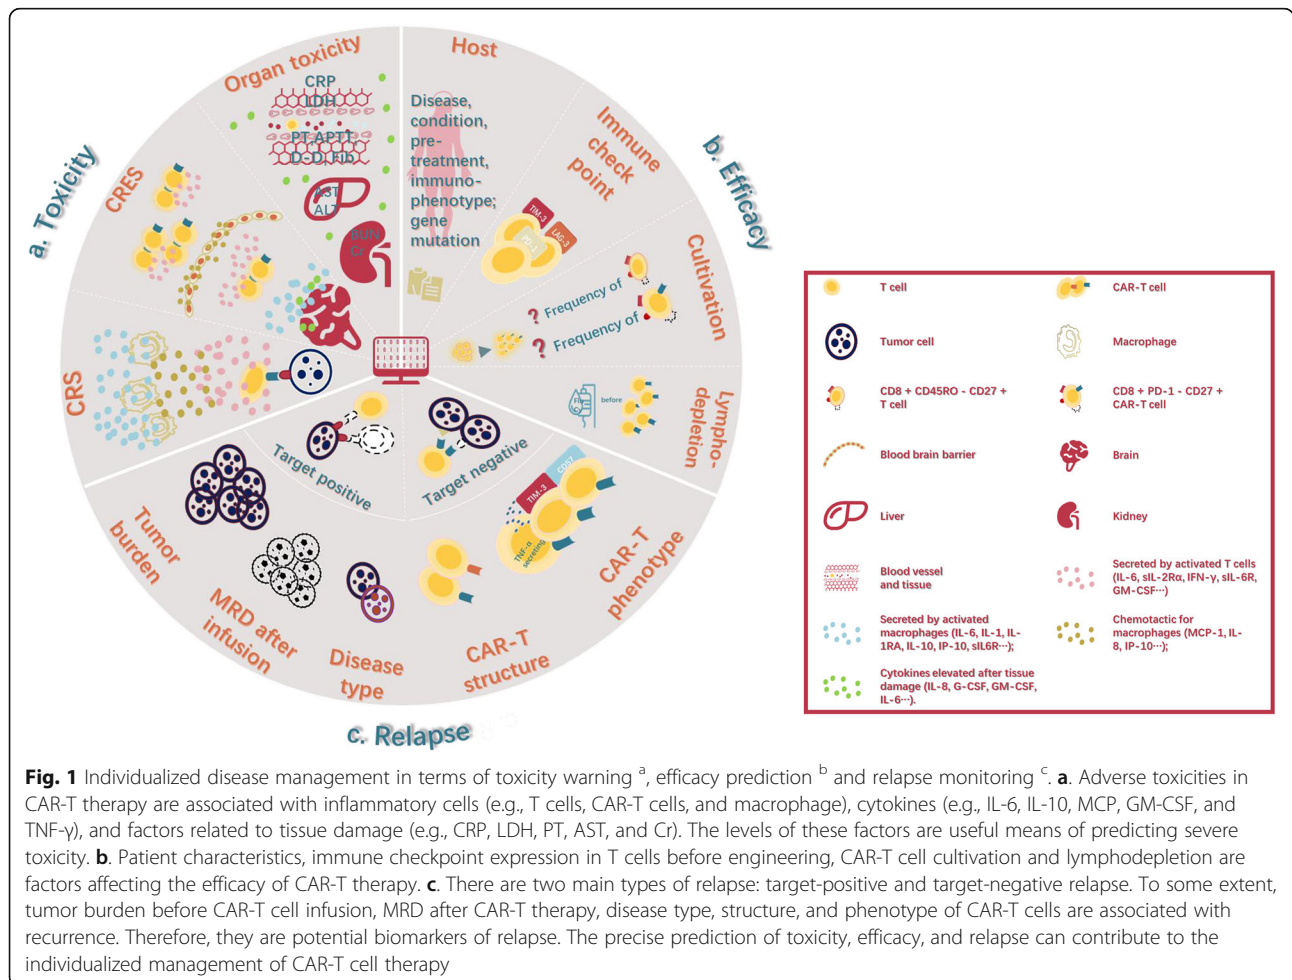 a. Toxicity
Organ toxicity
CRP
LDH
PT,APTT,
D-D, Fib
AST
ALT
BUN
Cr
CRES
CRS
b. Efficacy
Host
Disease,
condition,
pre-
treatment,
immuno-
phenotype;
gene
mutation
Immune
check
point
TIM-3
LAG-3
PD-1
Cultivation
? Frequency of
? Frequency of
Lympho-
depletion
Flu
before
Target positive
Target negative
Tumor
burden
MRD after
infusion
Disease
type
CAR-T
structure
CAR-T
phenotype
TIM-3
CD57
TNF-α
secreting
c. Relapse
T cell
CAR-T cell
Tumor cell
Macrophage
CD8 + CD45RO - CD27 +
T cell
CD8 + PD-1 - CD27 +
CAR-T cell
Blood brain barrier
Brain
Liver
Kidney
Blood vessel
and tissue
Secreted by activated T cells
(IL-6, sIL-2Rα, IFN-γ, sIL-6R,
GM-CSF···)
Secreted by activated
macrophages (IL-6, IL-1, IL-
1RA, IL-10, IP-10, sIL6R···);
Chemotactic for
macrophages (MCP-1, IL-
8, IP-10···);
Cytokines elevated after tissue
damage (IL-8, G-CSF, GM-CSF,
IL-6···).
Fig. 1 Individualized disease management in terms of toxicity warning a, efficacy prediction b and relapse monitoring c. a. Adverse toxicities in
CAR-T therapy are associated with inflammatory cells (e.g., T cells, CAR-T cells, and macrophage), cytokines (e.g., IL-6, IL-10, MCP, GM-CSF, and
TNF-γ), and factors related to tissue damage (e.g., CRP, LDH, PT, AST, and Cr). The levels of these factors are useful means of predicting severe
toxicity. b. Patient characteristics, immune checkpoint expression in T cells before engineering, CAR-T cell cultivation and lymphodepletion are
factors affecting the efficacy of CAR-T therapy. c. There are two main types of relapse: target-positive and target-negative relapse. To some extent,
tumor burden before CAR-T cell infusion, MRD after CAR-T therapy, disease type, structure, and phenotype of CAR-T cells are associated with
recurrence. Therefore, they are potential biomarkers of relapse. The precise prediction of toxicity, efficacy, and relapse can contribute to the
individualized management of CAR-T cell therapy